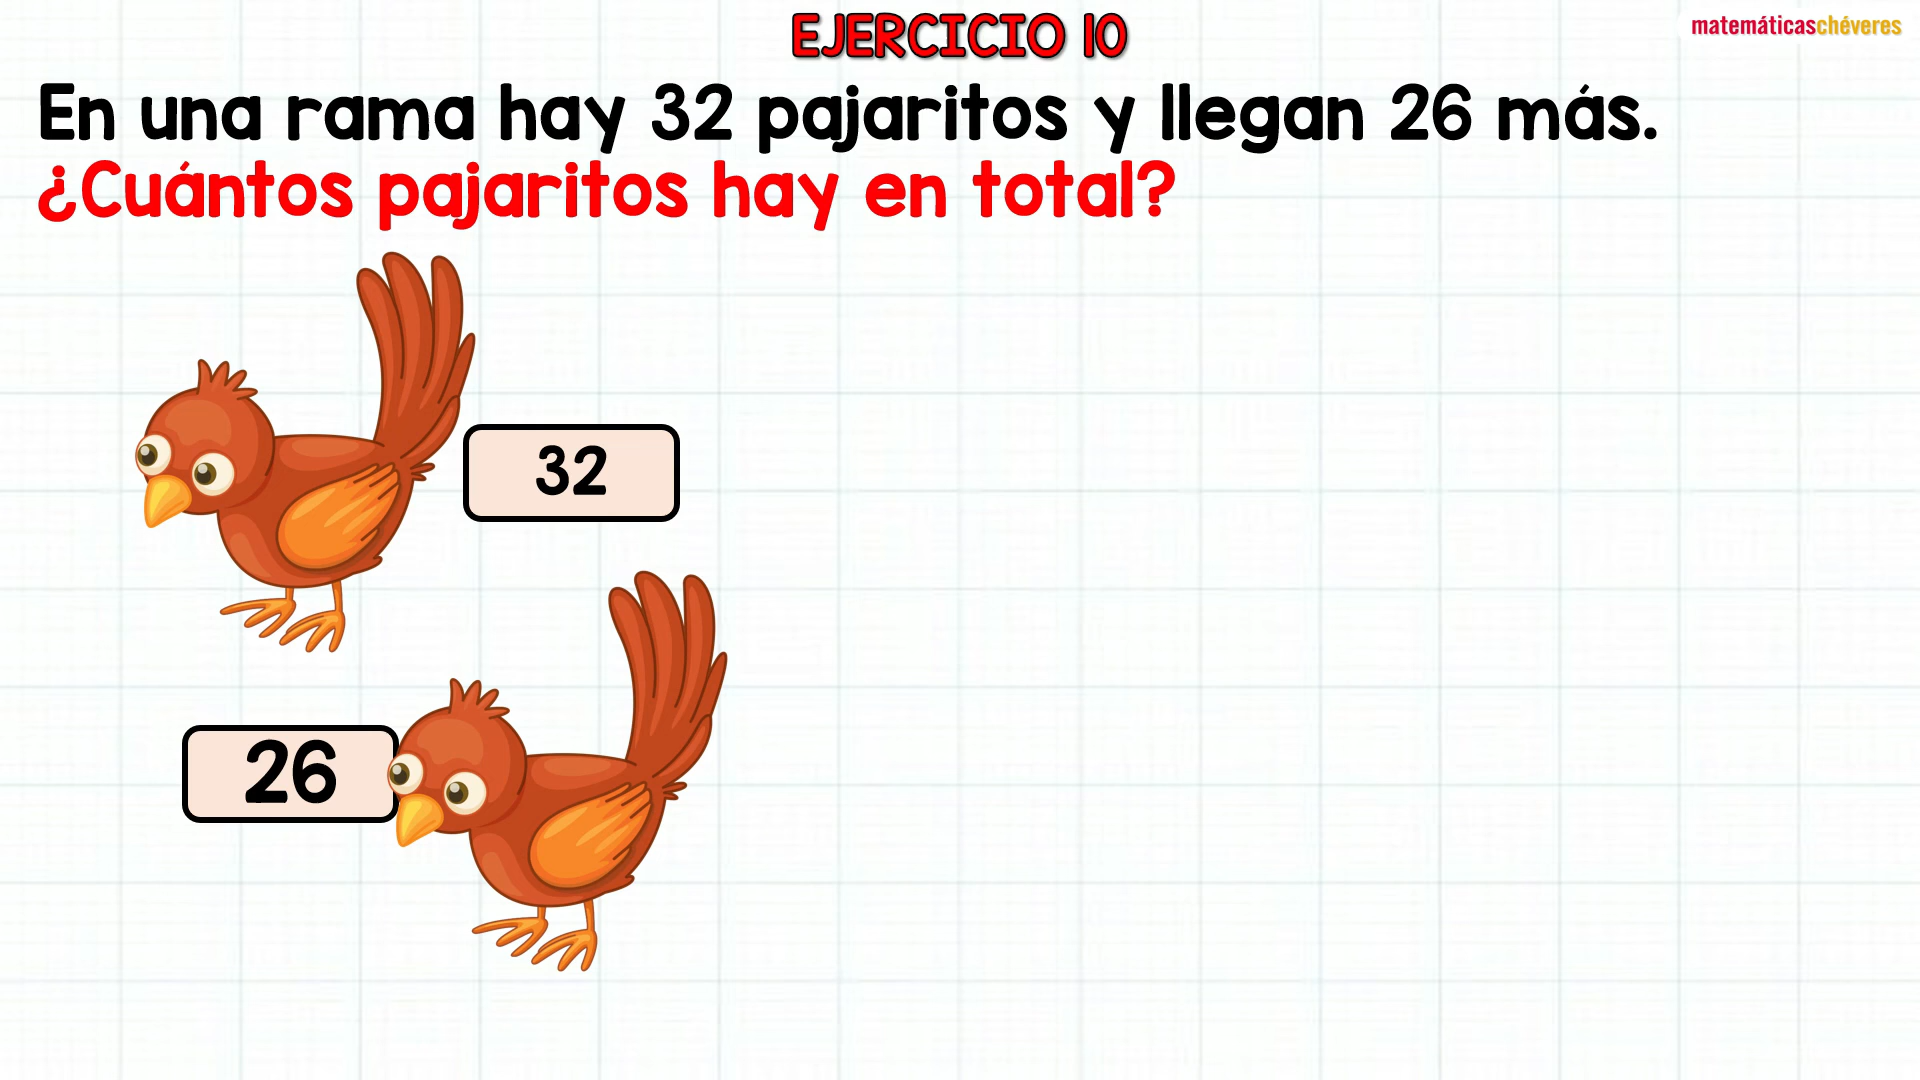 EJERCICIO 10
matemáticaschéveres
En una rama hay 32 pajaritos y llegan 26 más.
¿Cuántos pajaritos hay en total?
32
26